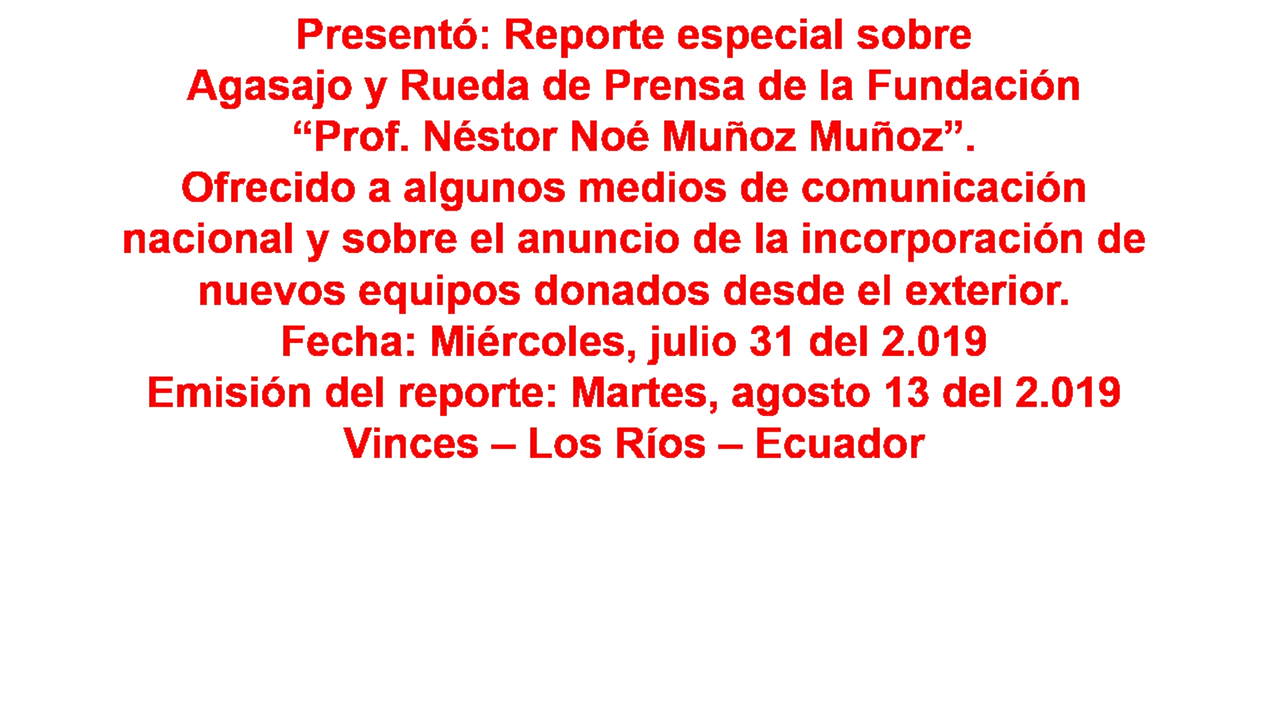 Presentó: Reporte especial sobre
Agasajo y Rueda de Prensa de la Fundación
“Prof. Néstor Noé Muñoz Muñoz”.
Ofrecido a algunos medios de comunicación
nacional y sobre el anuncio de la incorporación de
nuevos equipos donados desde el exterior.
Fecha: Miércoles, julio 31 del 2.019
Emisión del reporte: Martes, agosto 13 del 2.019
Vinces – Los Ríos – Ecuador